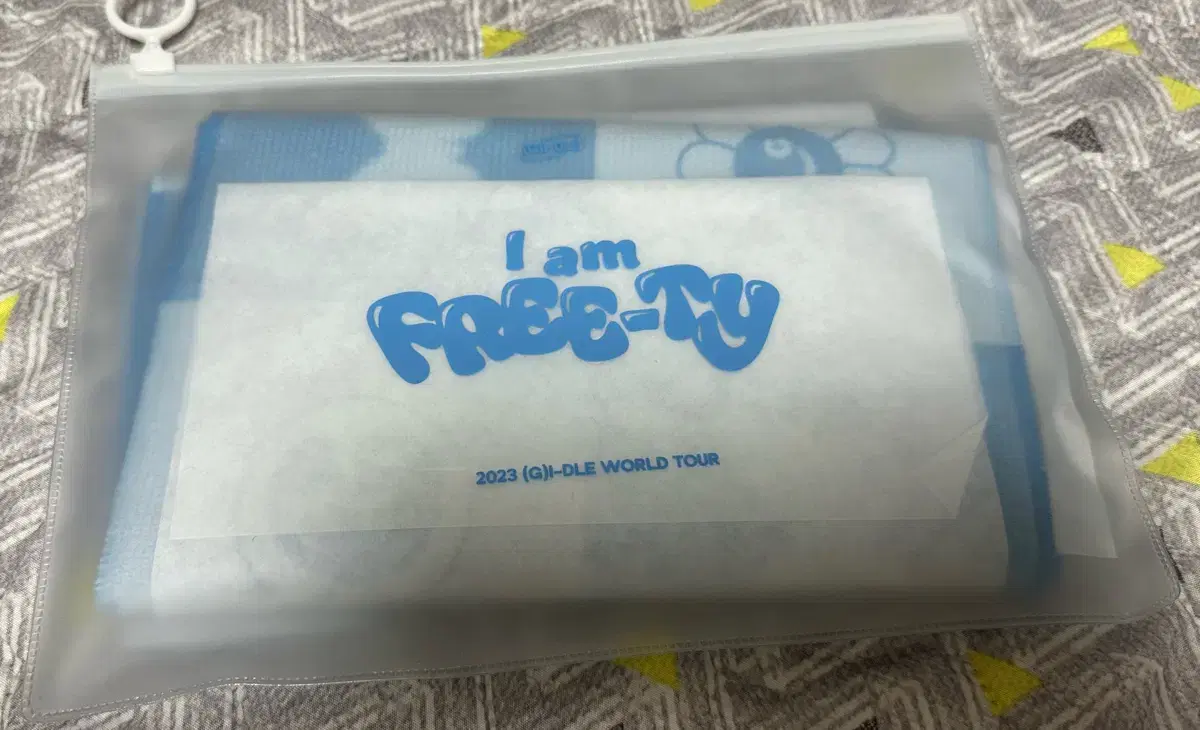 I am
FREE-TY
2023 (G)I-DLE WORLD TOUR